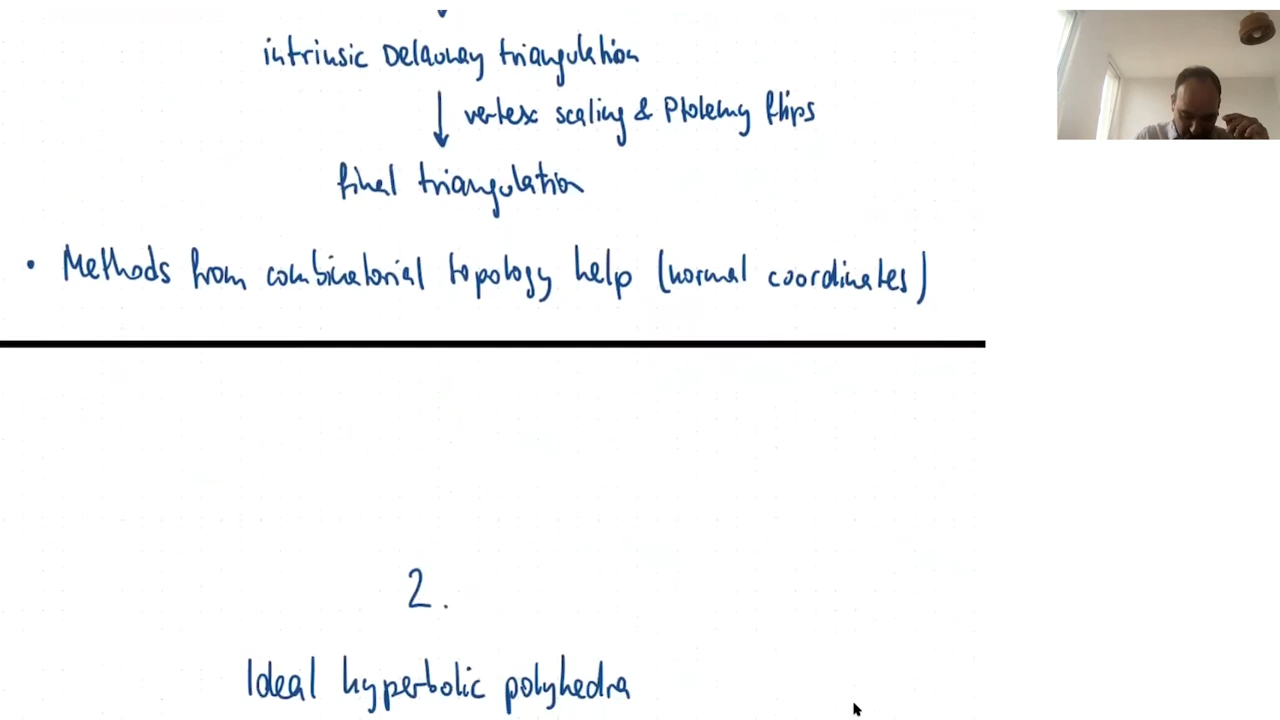 intrinsic Delaunay triangulation
vertex scaling & Ptolemy flips
final triangulation
• Methods from combinatorial topology help (normal coordinates)
2.
Ideal hyperbolic polyhedra